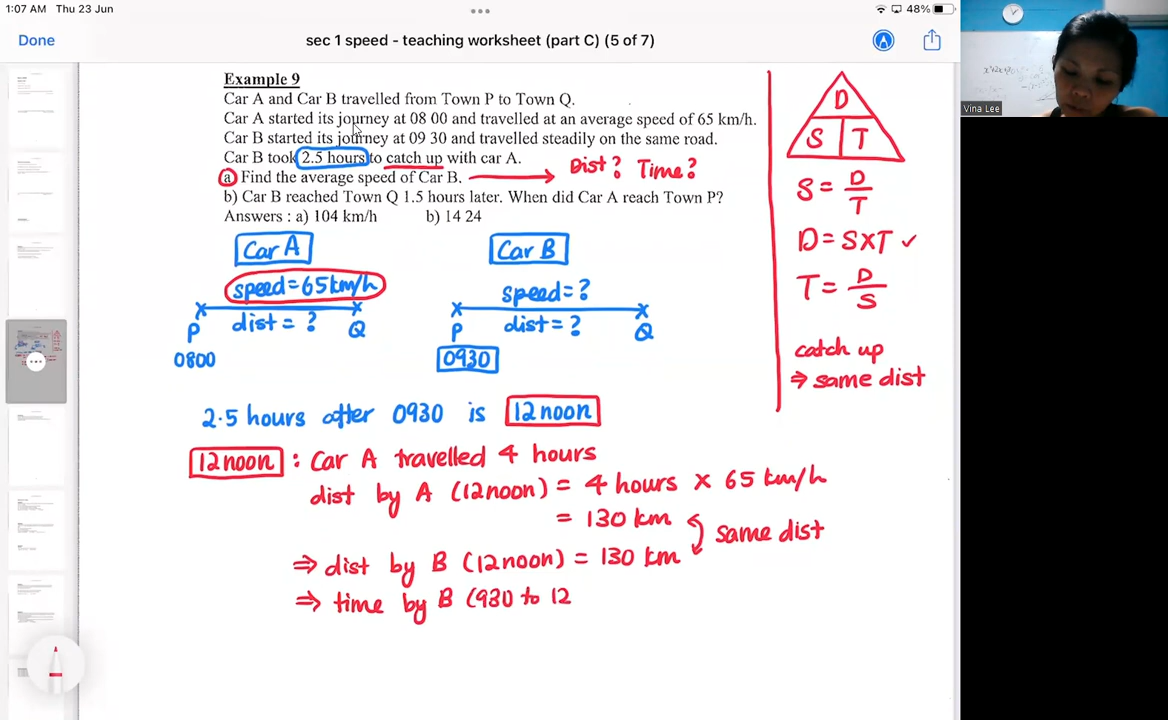 1:07 AM Thu 23 Jun
48%
Done
sec 1 speed - teaching worksheet (part C) (5 of 7)
Vina Lee
Example 9
Car A and Car B travelled from Town P to Town Q.
Car A started its journey at 08 00 and travelled at an average speed of 65 km/h.
Car B started its journey at 09 30 and travelled steadily on the same road.
Car B took 2.5 hours to catch up with car A.
a) Find the average speed of Car B. Dist? Time?
b) Car B reached Town Q 1.5 hours later. When did Car A reach Town P?
Answers : a) 104 km/h b) 14 24
Car A
speed = 65km/h
dist = ?
P Q
0800
Car B
speed = ?
dist = ?
P Q
0930
2.5 hours after 0930 is 12noon
12noon : Car A travelled 4 hours
dist by A (12noon) = 4 hours x 65 km/h
= 130 km
same dist
⇒ dist by B (12noon) = 130 km
⇒ time by B (930 to 12
D
S T
S = D/T
D = SXT ✓
T = D/S
catch up
⇒ same dist